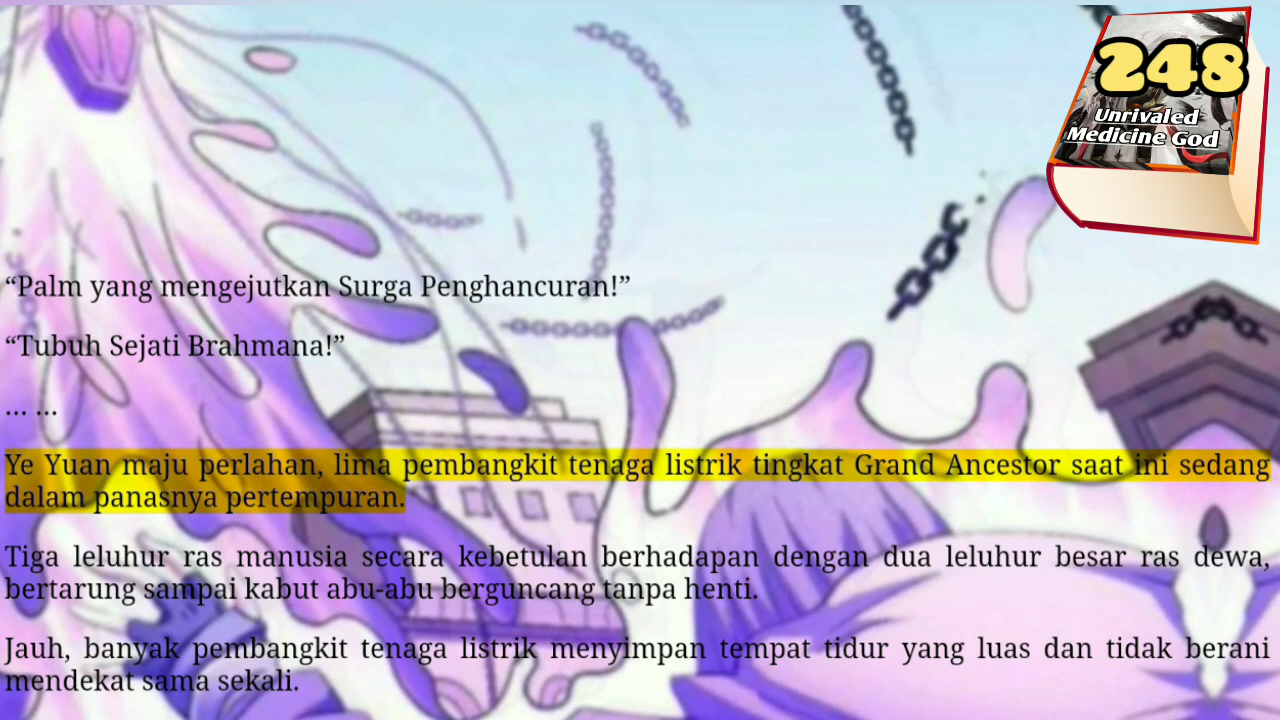 248
Unrivaled
Medicine God
“Palm yang mengejutkan Surga Penghancuran!”
“Tubuh Sejati Brahmana!”
... ...
Ye Yuan maju perlahan, lima pembangkit tenaga listrik tingkat Grand Ancestor saat ini sedang
dalam panasnya pertempuran.
Tiga leluhur ras manusia secara kebetulan berhadapan dengan dua leluhur besar ras dewa,
bertarung sampai kabut abu-abu berguncang tanpa henti.
Jauh, banyak pembangkit tenaga listrik menyimpan tempat tidur yang luas dan tidak berani
mendekat sama sekali.